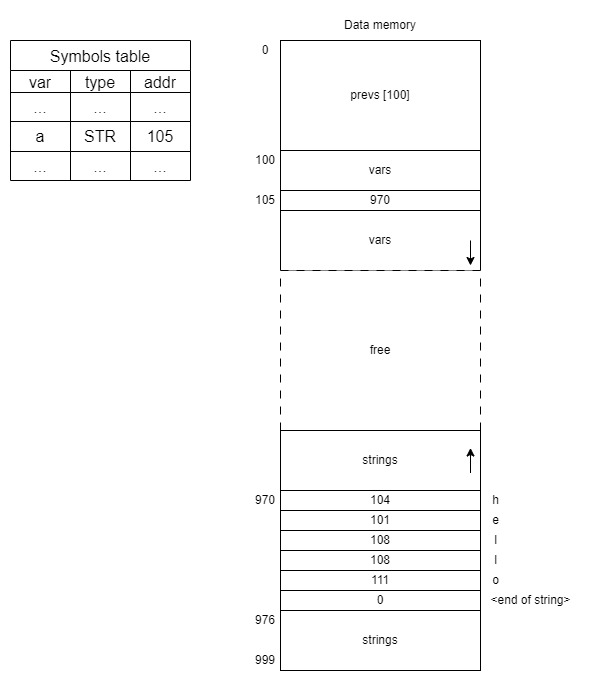 Data memory
Symbols table
var type addr
... ... ...
a STR 105
... ... ...
0
prevs [100]
100
vars
105 970
vars
free
strings
970 104 h
101 e
108 l
108 l
111 o
0 <end of string>
976
strings
999